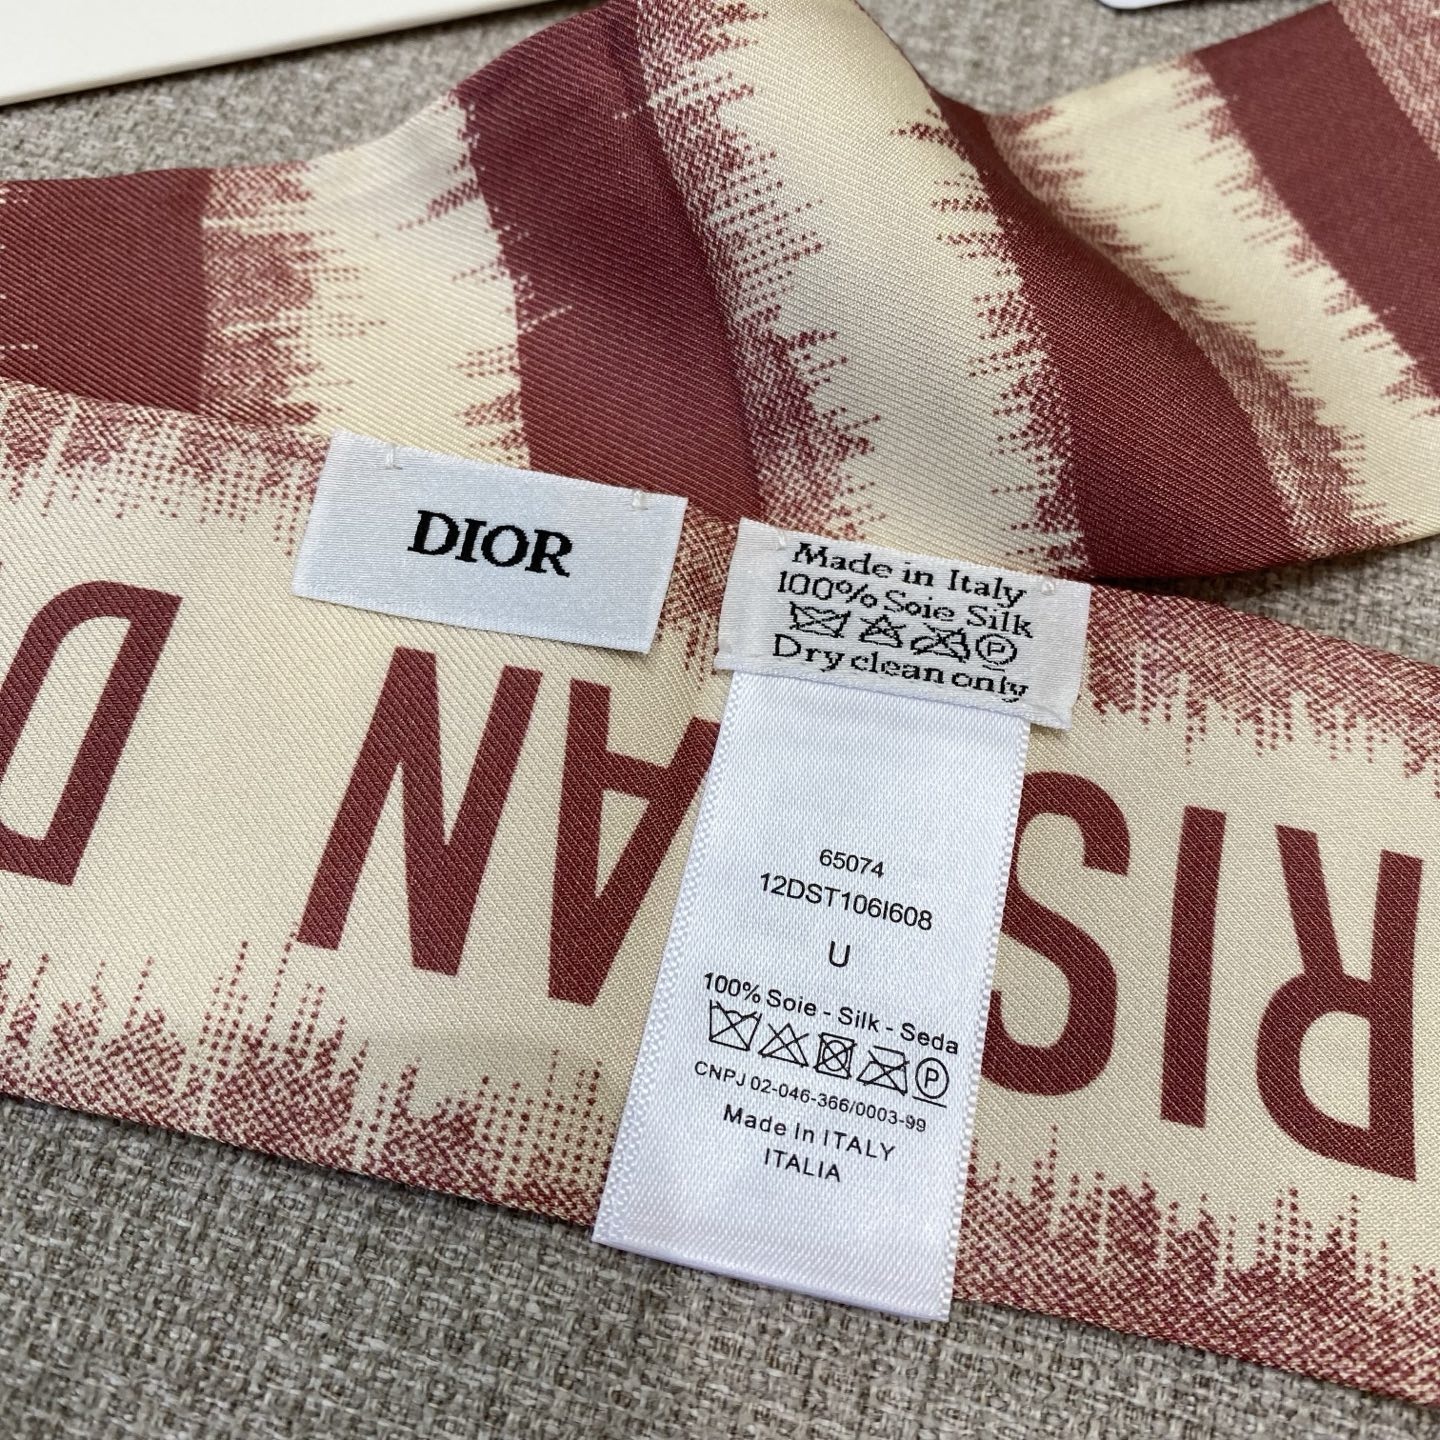 DIOR
Made in Italy
100% Soie Silk
P
Dry clean only
65074
12DST106I608
U
100% Soie - Silk - Seda
P
CNPJ 02-046-366/0003-99
Made In ITALY
ITALIA
RIS AN D